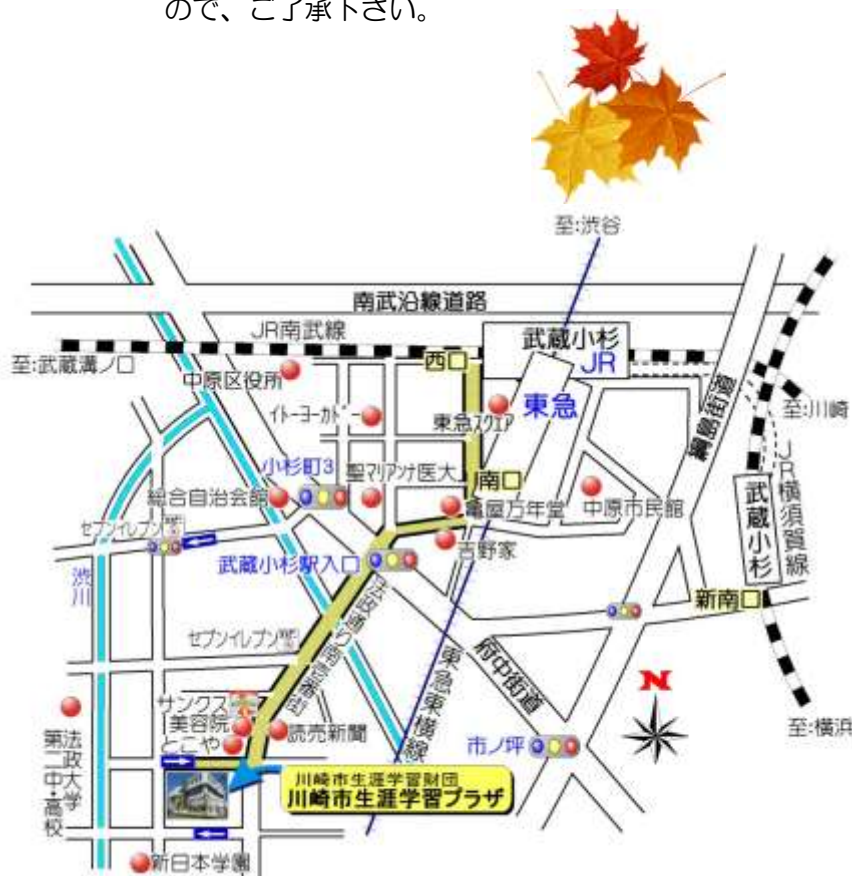 ので、ご了承下さい。
至:渋谷
南武沿線道路
JR南武線
武蔵小杉
JR
至:武蔵溝ノ口
西口
中原区役所
東急
至:川崎
綱島街道
イトーヨーカドー
東急スクエア
小杉町3
聖マリアンナ医大
南口
JR横須賀線
武蔵小杉
総合自治会館
亀屋万年堂
中原市民館
セブンイレブン
吉野家
武蔵小杉駅入口
渋川
新南口
法政通り商壱番街
セブンイレブン
東急東横線
府中街道
N
サンクス
美容院
とこや
読売新聞
市ノ坪
至:横浜
法政大学
第二中・高校
川崎市生涯学習財団
川崎市生涯学習プラザ
新日本学園